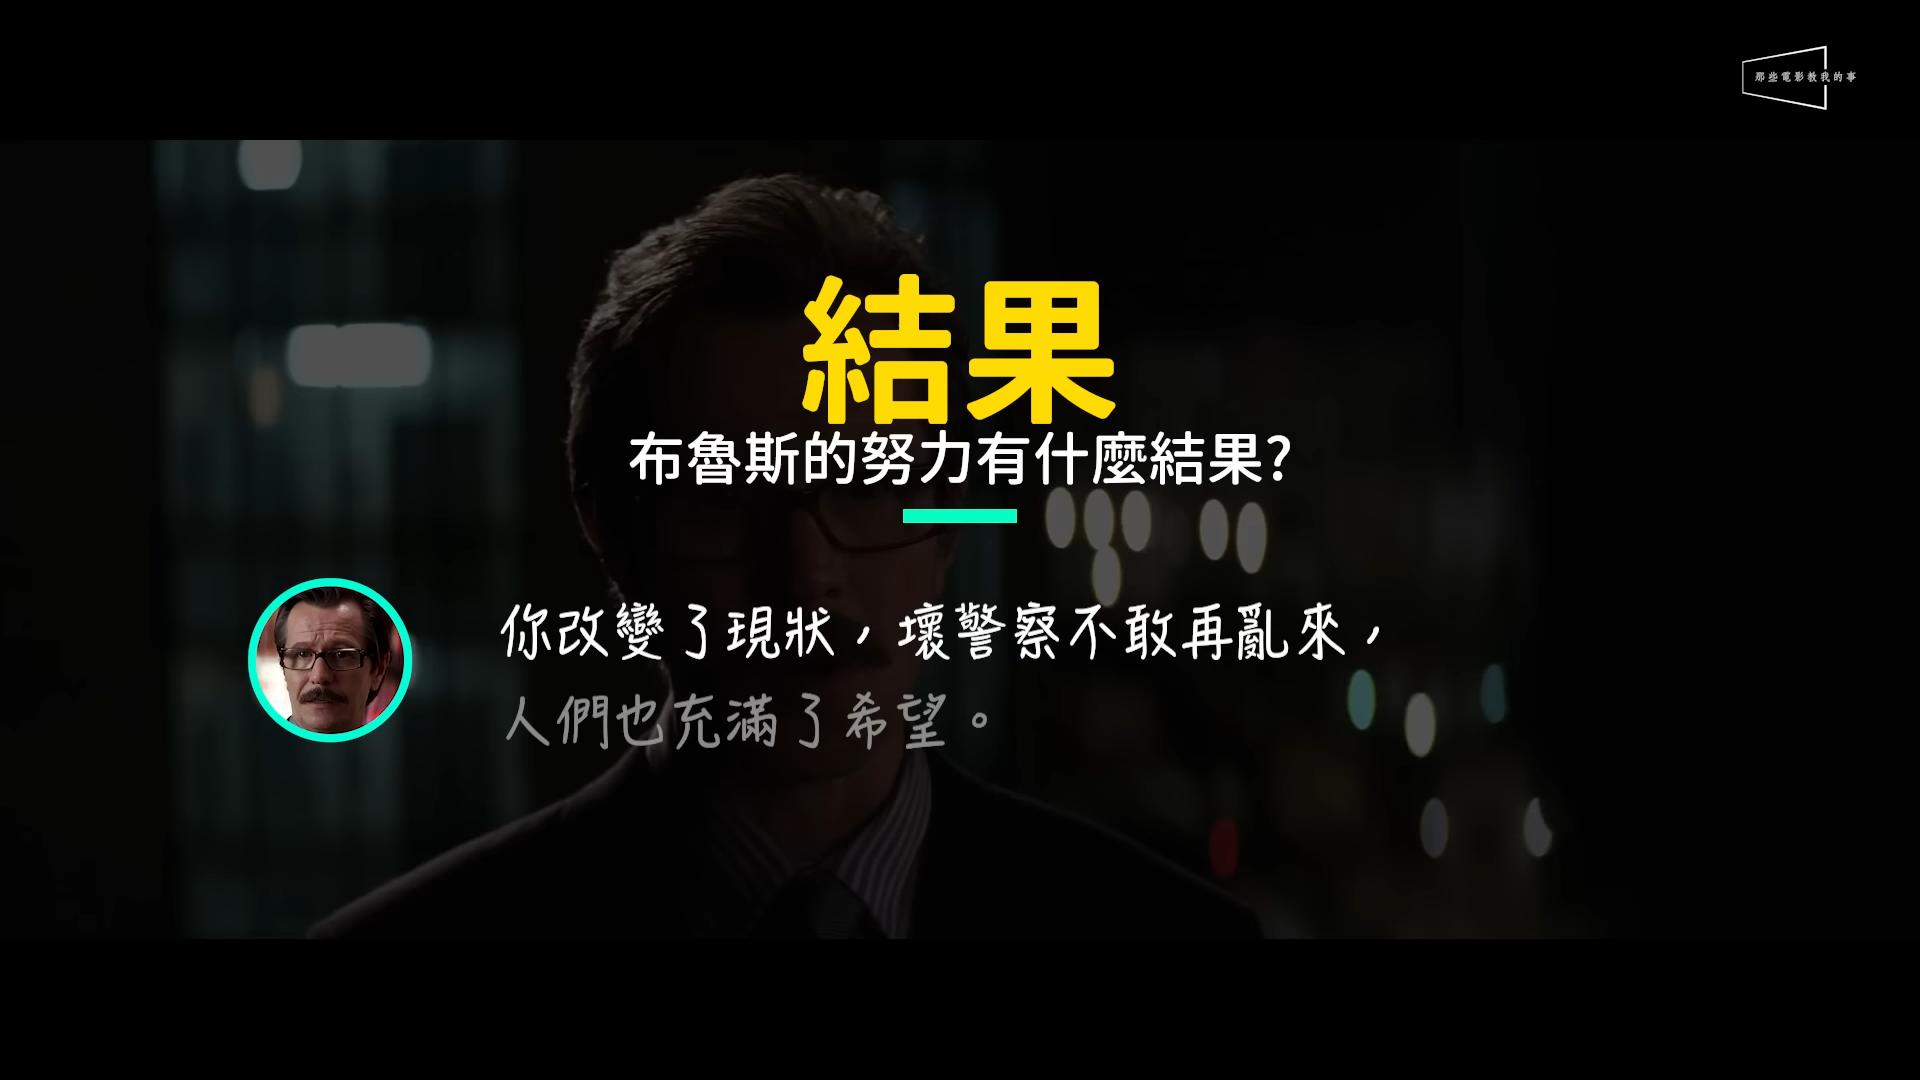 那些電影教我的事
結果
布魯斯的努力有什麼結果?
你改變了現狀，壞警察不敢再亂來，
人們也充滿了希望。